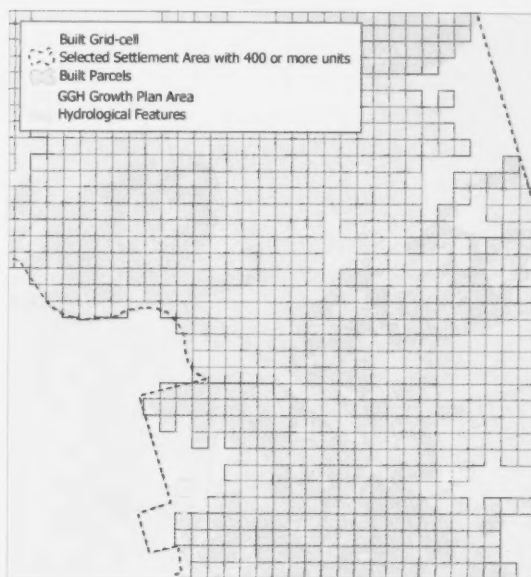 Built Grid-cell
Selected Settlement Area with 400 or more units
Built Parcels
GGH Growth Plan Area
Hydrological Features